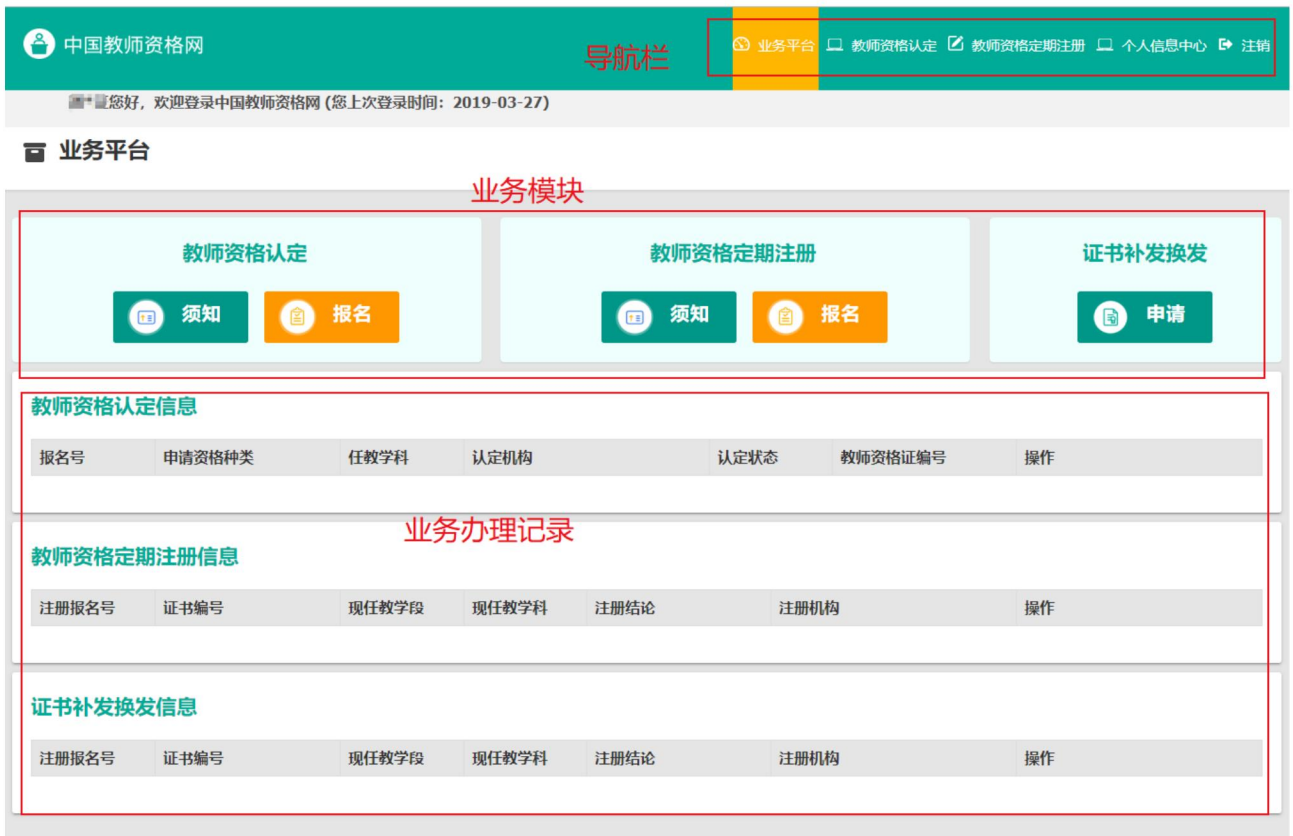 中国教师资格网
导航栏
业务平台 教师资格认定 教师资格定期注册 个人信息中心 注销
您好，欢迎登录中国教师资格网 (您上次登录时间：2019-03-27)
业务平台
业务模块
教师资格认定 教师资格定期注册 证书补发换发
须知 报名 须知 报名 申请
教师资格认定信息
报名号 申请资格种类 任教学科 认定机构 认定状态 教师资格证编号 操作
业务办理记录
教师资格定期注册信息
注册报名号 证书编号 现任教学段 现任教学科 注册结论 注册机构 操作
证书补发换发信息
注册报名号 证书编号 现任教学段 现任教学科 注册结论 注册机构 操作